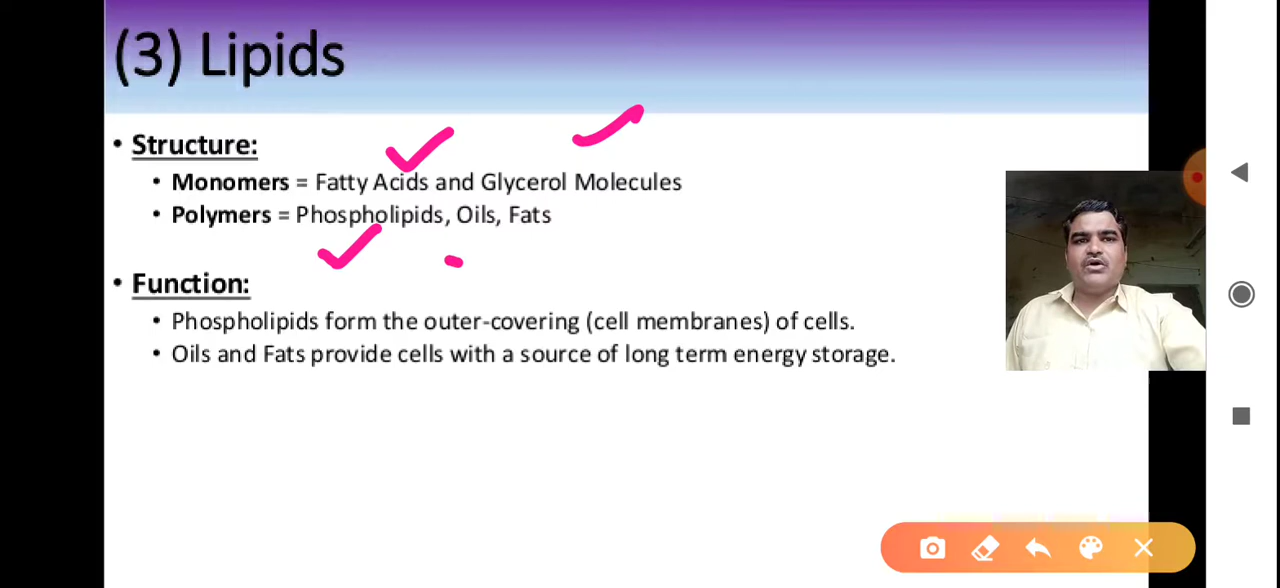 (3) Lipids
• Structure:
• Monomers = Fatty Acids and Glycerol Molecules
• Polymers = Phospholipids, Oils, Fats
• Function:
• Phospholipids form the outer-covering (cell membranes) of cells.
• Oils and Fats provide cells with a source of long term energy storage.